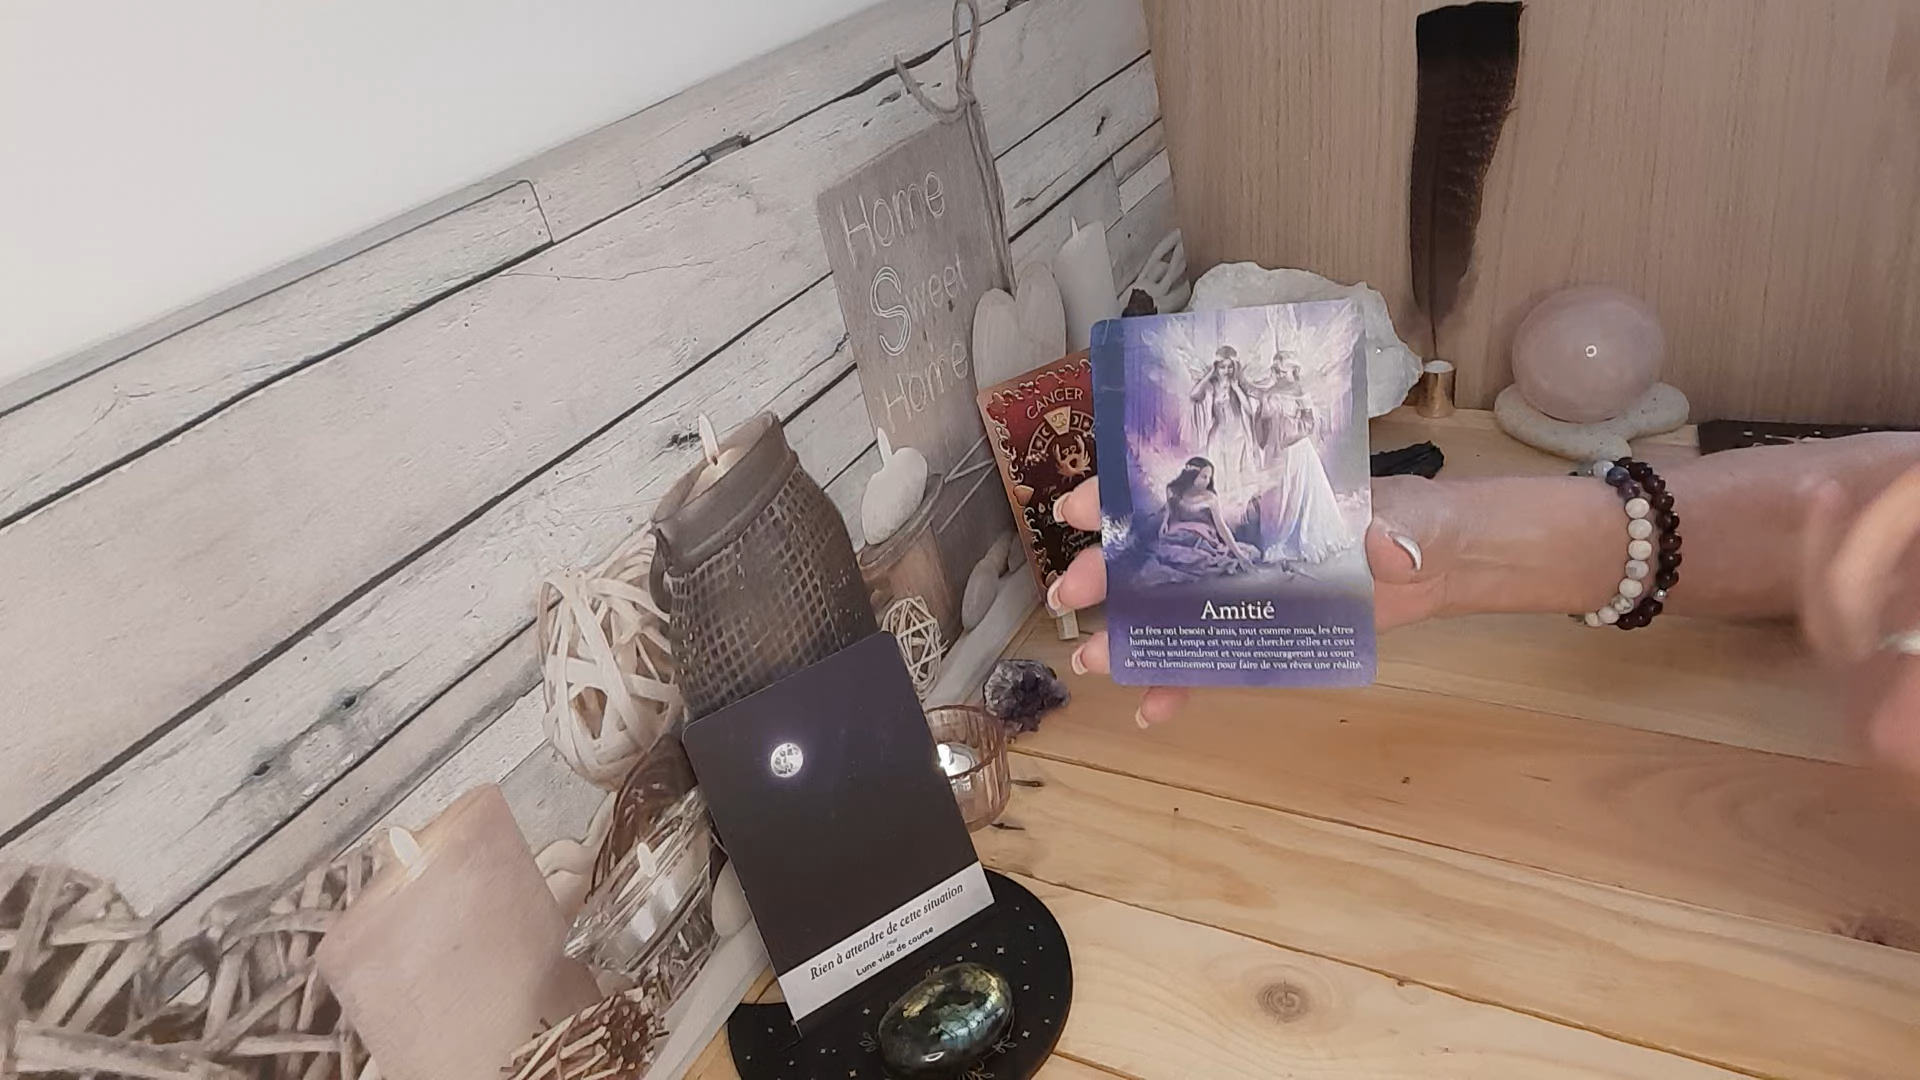 Home
Sweet
Home
CANCER
Amitié
Les fées ont besoin d'amis, tout comme nous, les êtres
humains. Le temps est venu de chercher celles et ceux
qui vous soutiendront et vous encourageront au cours
de votre cheminement pour faire de vos rêves une réalité.
Rien à attendre de cette situation
Lune vide de course